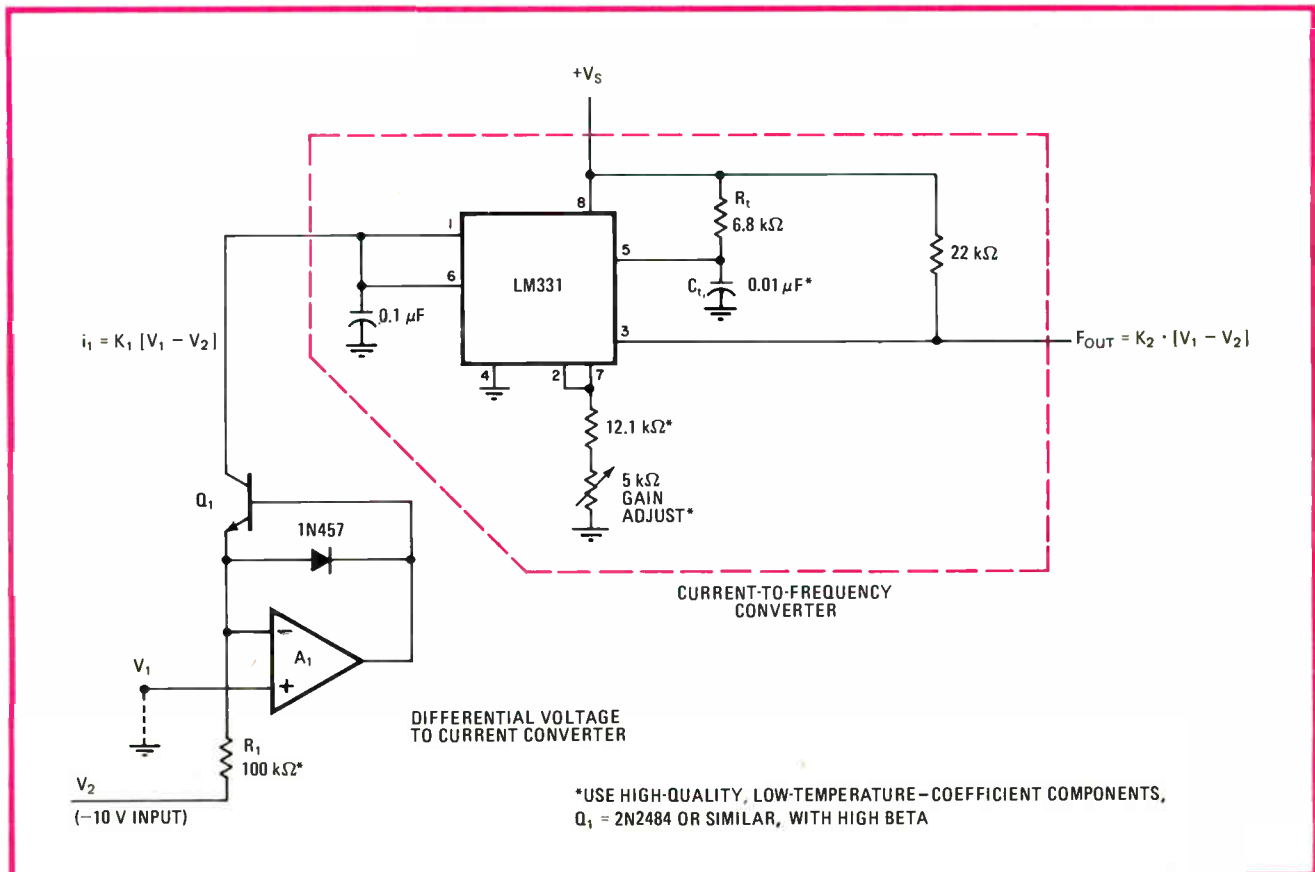 +VS
8
Rt
6.8 kΩ
1
5
22 kΩ
6
LM331
Ct,
0.01 μF*
0.1 μF
3
i1 = K1 [V1 − V2]
FOUT = K2 · [V1 − V2]
4
2
7
12.1 kΩ*
5 kΩ
GAIN
ADJUST*
Q1
1N457
CURRENT-TO-FREQUENCY
CONVERTER
−
A1
V1
+
DIFFERENTIAL VOLTAGE
TO CURRENT CONVERTER
R1
100 kΩ*
V2
(−10 V INPUT)
*USE HIGH-QUALITY, LOW-TEMPERATURE–COEFFICIENT COMPONENTS,
Q1 = 2N2484 OR SIMILAR, WITH HIGH BETA